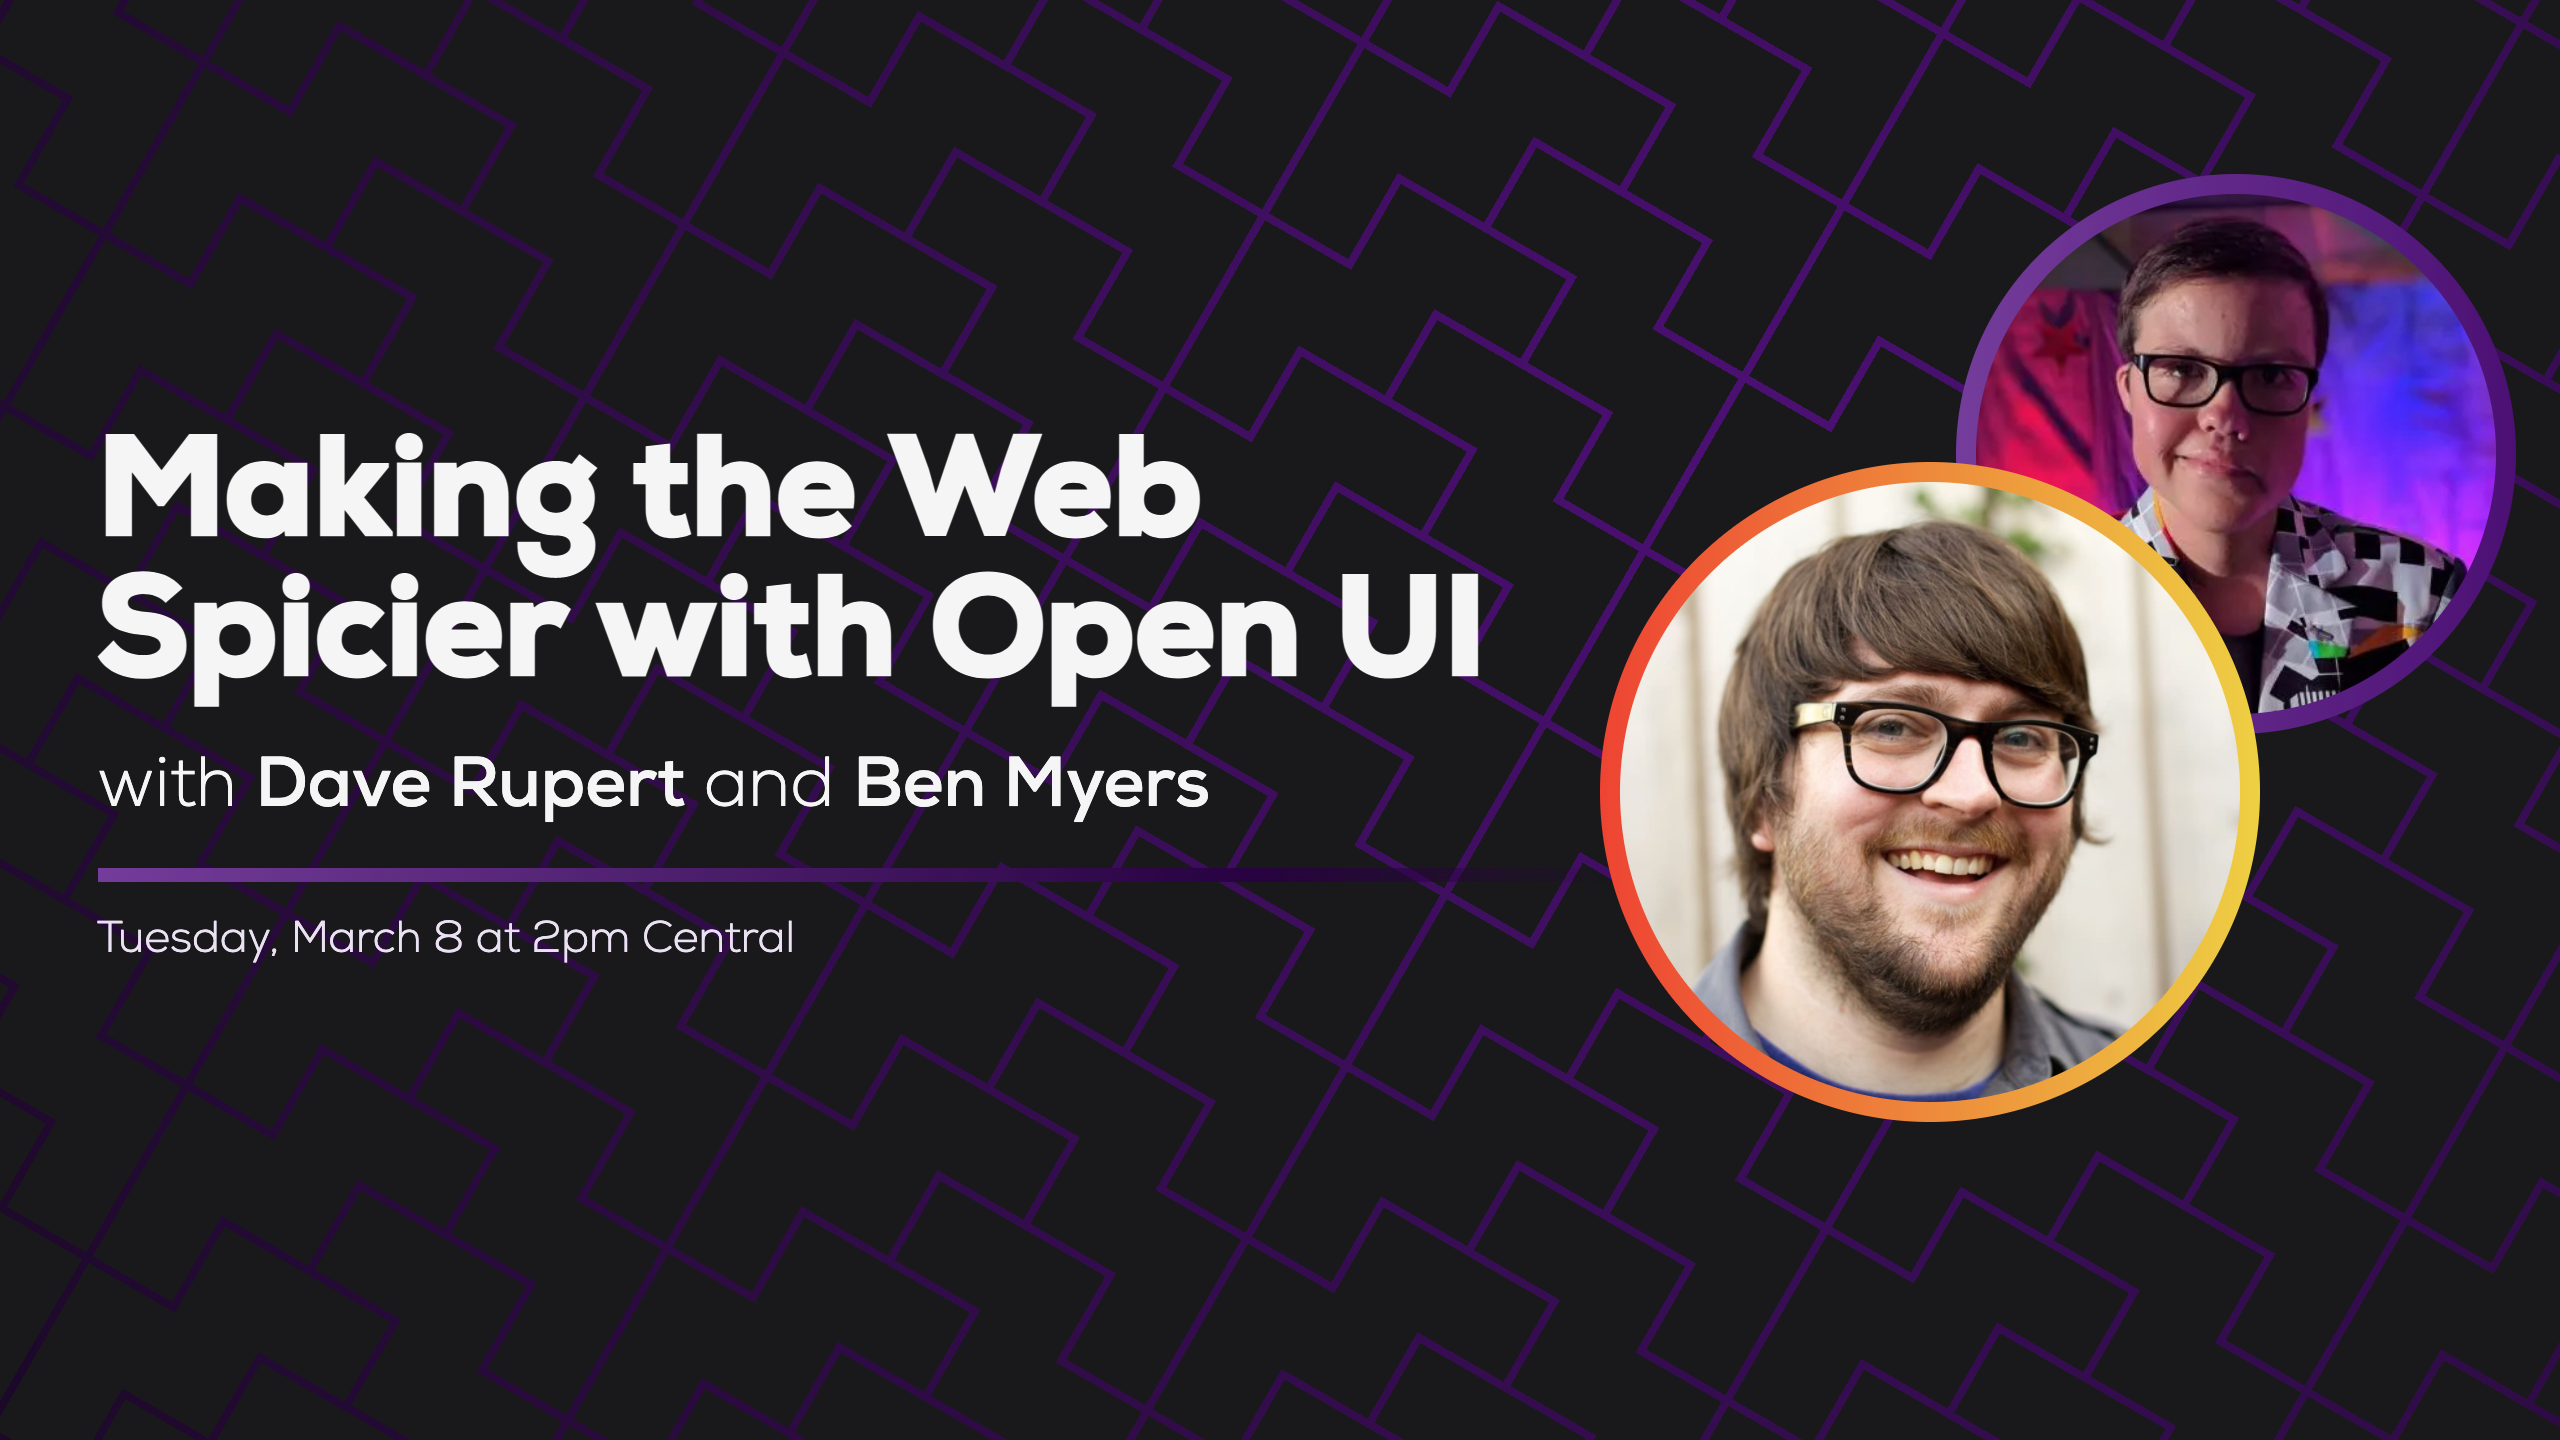 Making the Web
Spicier with Open UI
with Dave Rupert and Ben Myers
Tuesday, March 8 at 2pm Central